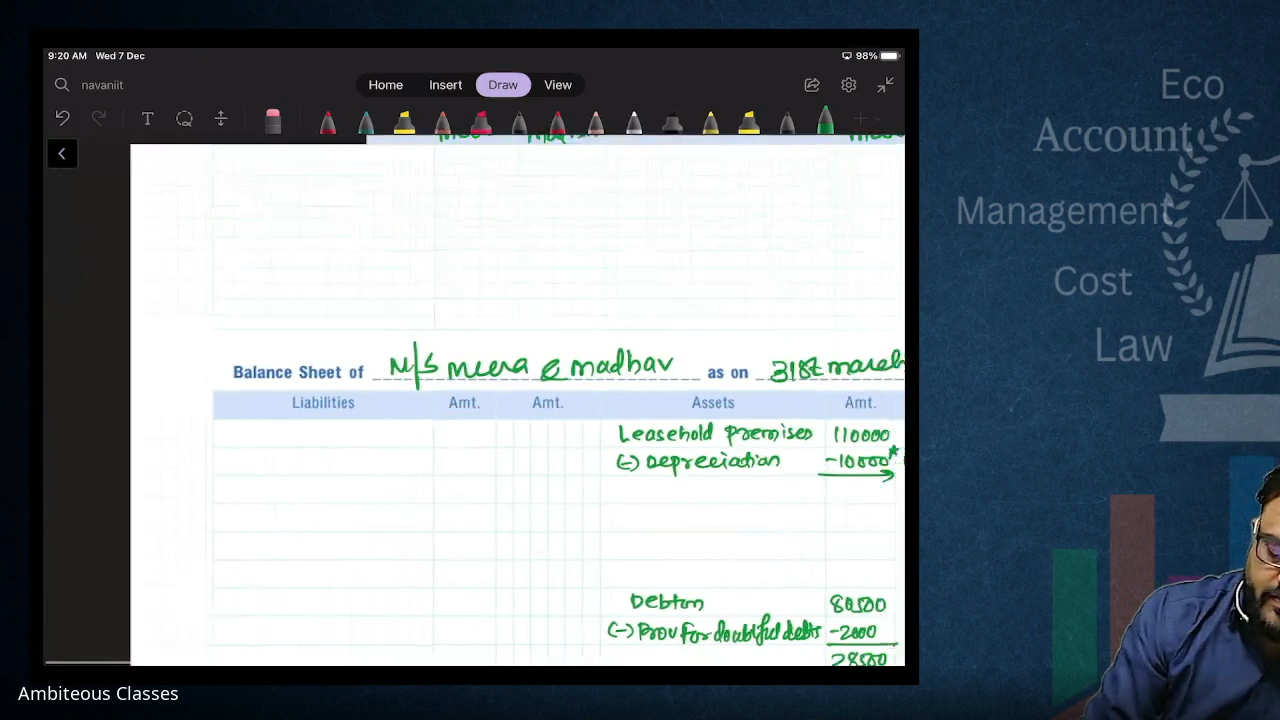 9:20 AM Wed 7 Dec
98%
navaniit
Home Insert Draw View
Balance Sheet of M/S meera & madhav as on 31st march
Liabilities Amt. Amt. Assets Amt.
Leasehold premises 110000
(-) Depreciation -10000*
Debtors
(-) Prov for doubtful debts -2000
28500
Eco
Account
Management
Cost
Law
Ambiteous Classes